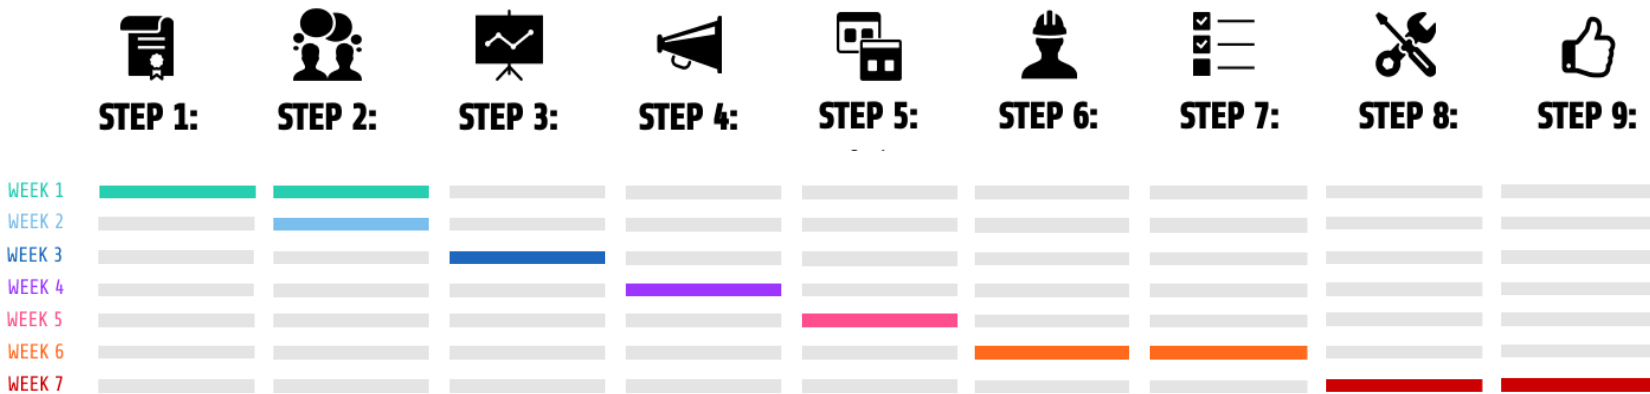 STEP 1: STEP 2: STEP 3: STEP 4: STEP 5: STEP 6: STEP 7: STEP 8: STEP 9:
WEEK 1
WEEK 2
WEEK 3
WEEK 4
WEEK 5
WEEK 6
WEEK 7